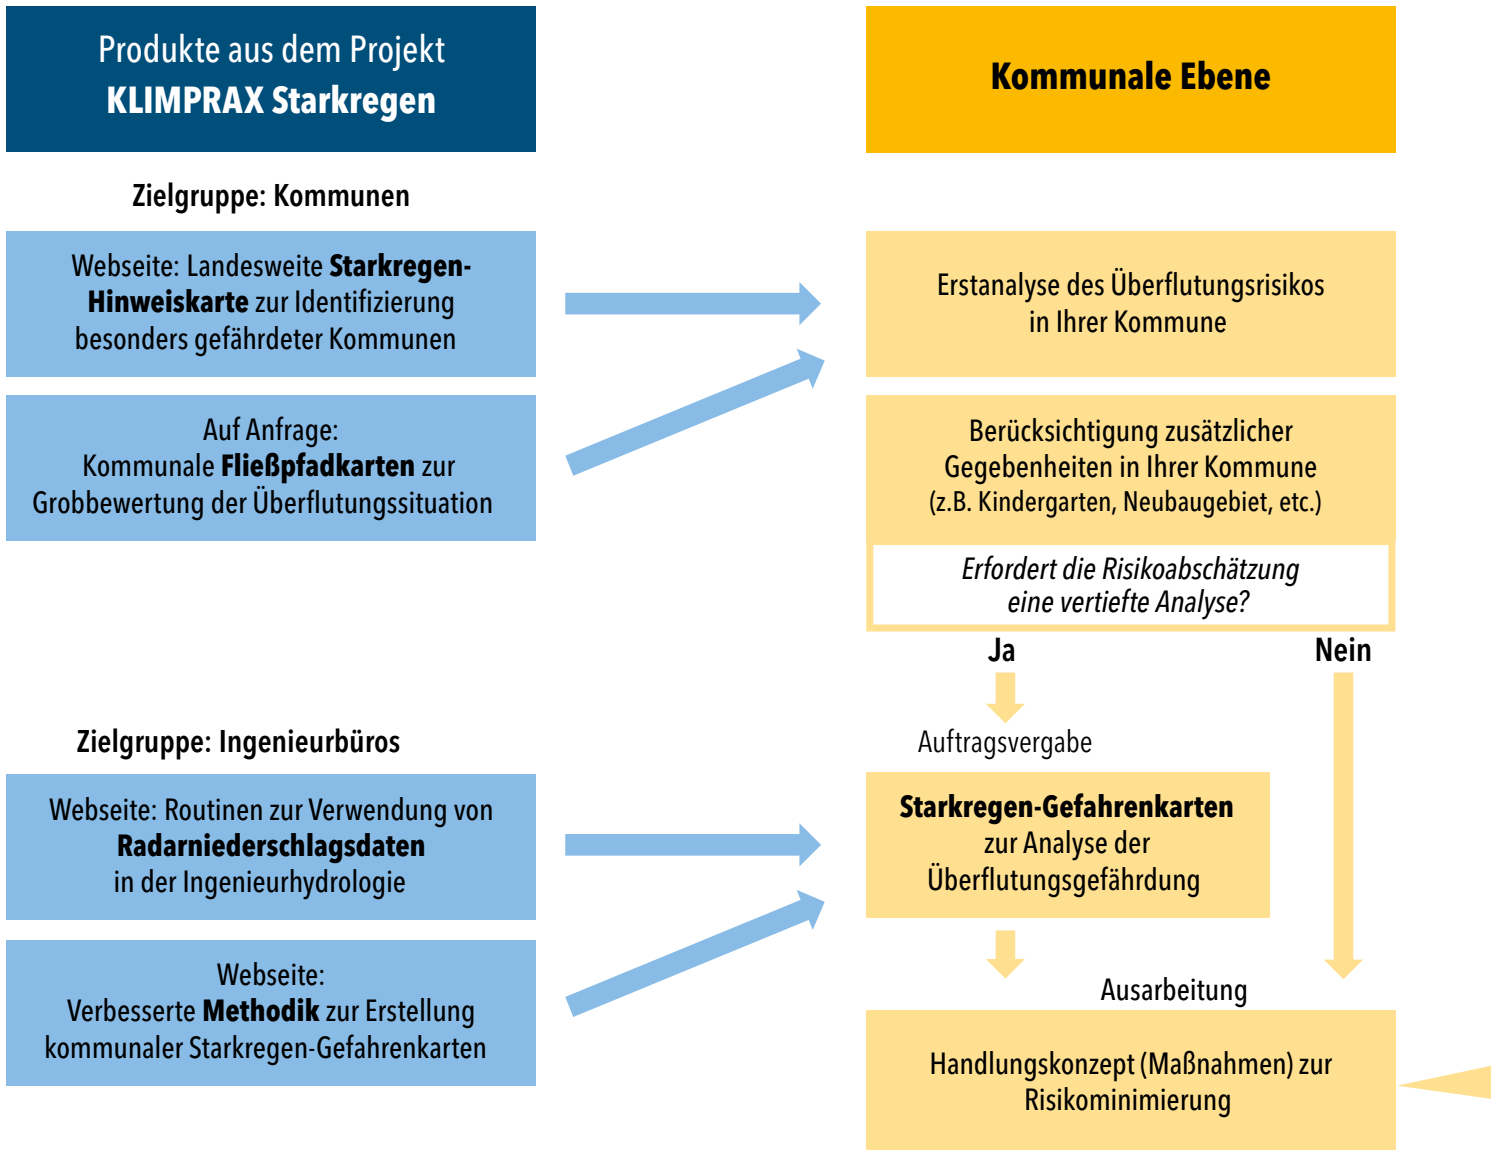 Produkte aus dem Projekt
KLIMPRAX Starkregen
Zielgruppe: Kommunen
Webseite: Landesweite Starkregen-
Hinweiskarte zur Identifizierung
besonders gefährdeter Kommunen
Auf Anfrage:
Kommunale Fließpfadkarten zur
Grobbewertung der Überflutungssituation
Zielgruppe: Ingenieurbüros
Webseite: Routinen zur Verwendung von
Radarniederschlagsdaten
in der Ingenieurhydrologie
Webseite:
Verbesserte Methodik zur Erstellung
kommunaler Starkregen-Gefahrenkarten
Kommunale Ebene
Erstanalyse des Überflutungsrisikos
in Ihrer Kommune
Berücksichtigung zusätzlicher
Gegebenheiten in Ihrer Kommune
(z.B. Kindergarten, Neubaugebiet, etc.)
Erfordert die Risikoabschätzung
eine vertiefte Analyse?
Ja Nein
Auftragsvergabe
Starkregen-Gefahrenkarten
zur Analyse der
Überflutungsgefährdung
Ausarbeitung
Handlungskonzept (Maßnahmen) zur
Risikominimierung